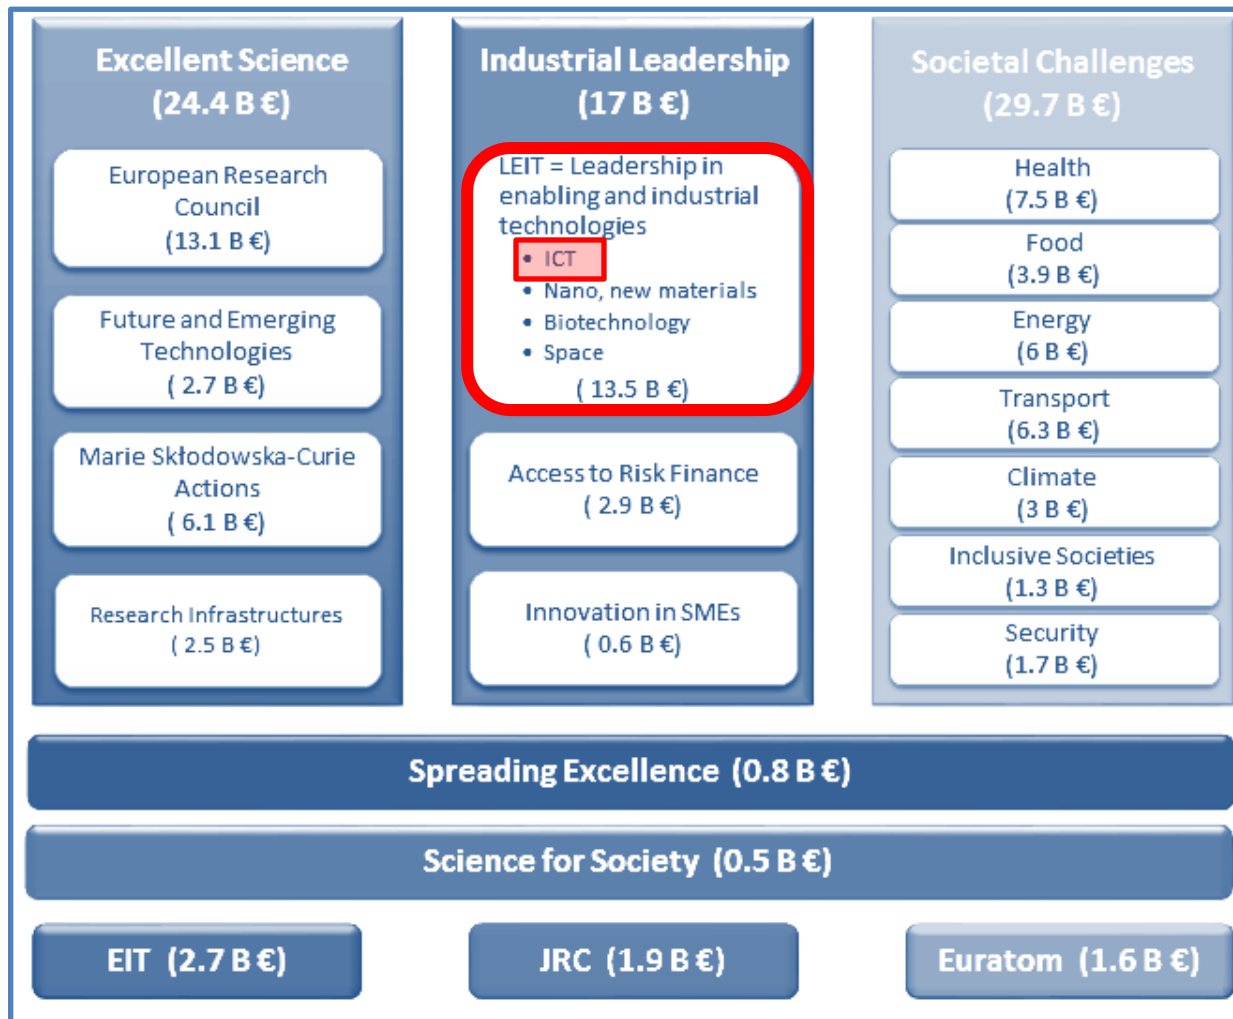 Excellent Science
(24.4 B €)
European Research
Council
(13.1 B €)
Future and Emerging
Technologies
( 2.7 B €)
Marie Skłodowska-Curie
Actions
( 6.1 B €)
Research Infrastructures
( 2.5 B €)
Industrial Leadership
(17 B €)
LEIT = Leadership in
enabling and industrial
technologies
• ICT
• Nano, new materials
• Biotechnology
• Space
( 13.5 B €)
Access to Risk Finance
( 2.9 B €)
Innovation in SMEs
( 0.6 B €)
Societal Challenges
(29.7 B €)
Health
(7.5 B €)
Food
(3.9 B €)
Energy
(6 B €)
Transport
(6.3 B €)
Climate
(3 B €)
Inclusive Societies
(1.3 B €)
Security
(1.7 B €)
Spreading Excellence (0.8 B €)
Science for Society (0.5 B €)
EIT (2.7 B €)
JRC (1.9 B €)
Euratom (1.6 B €)